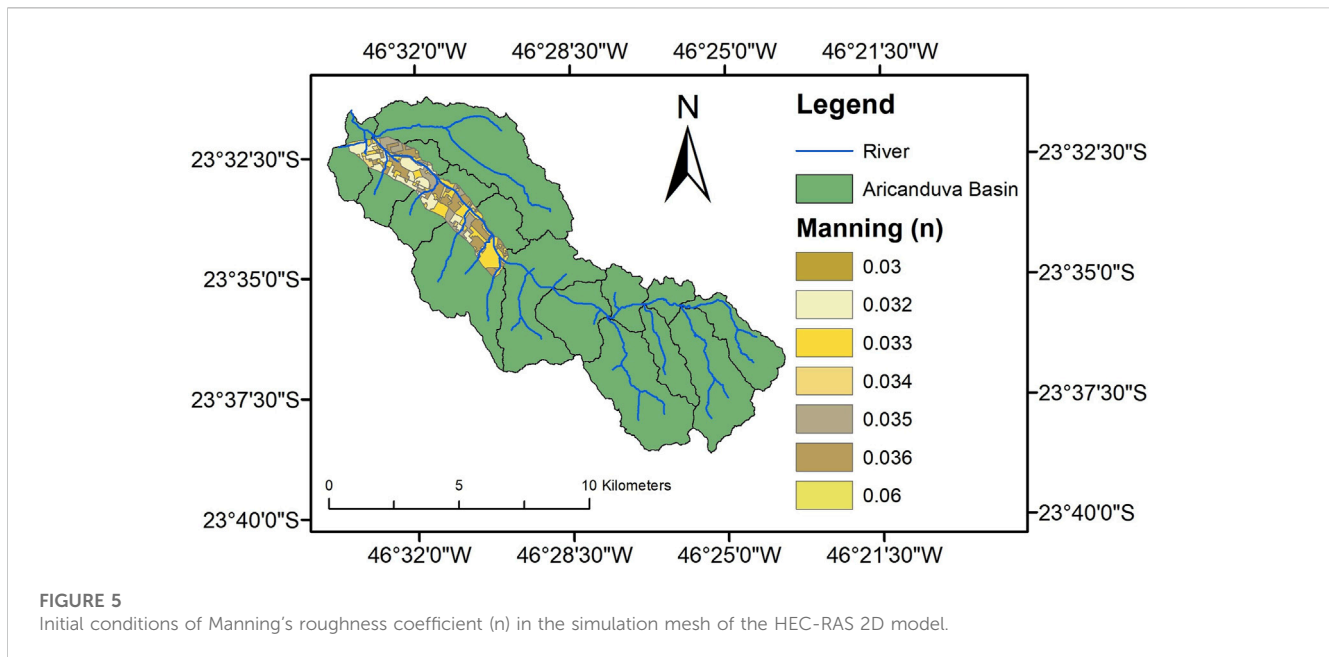 46°32'0"W 46°28'30"W 46°25'0"W 46°21'30"W
N
Legend
River
Aricanduva Basin
Manning (n)
0.03
0.032
0.033
0.034
0.035
0.036
0.06
23°32'30"S 23°32'30"S
23°35'0"S 23°35'0"S
23°37'30"S 23°37'30"S
23°40'0"S 23°40'0"S
0 5 10 Kilometers
46°32'0"W 46°28'30"W 46°25'0"W 46°21'30"W
FIGURE 5
Initial conditions of Manning's roughness coefficient (n) in the simulation mesh of the HEC-RAS 2D model.